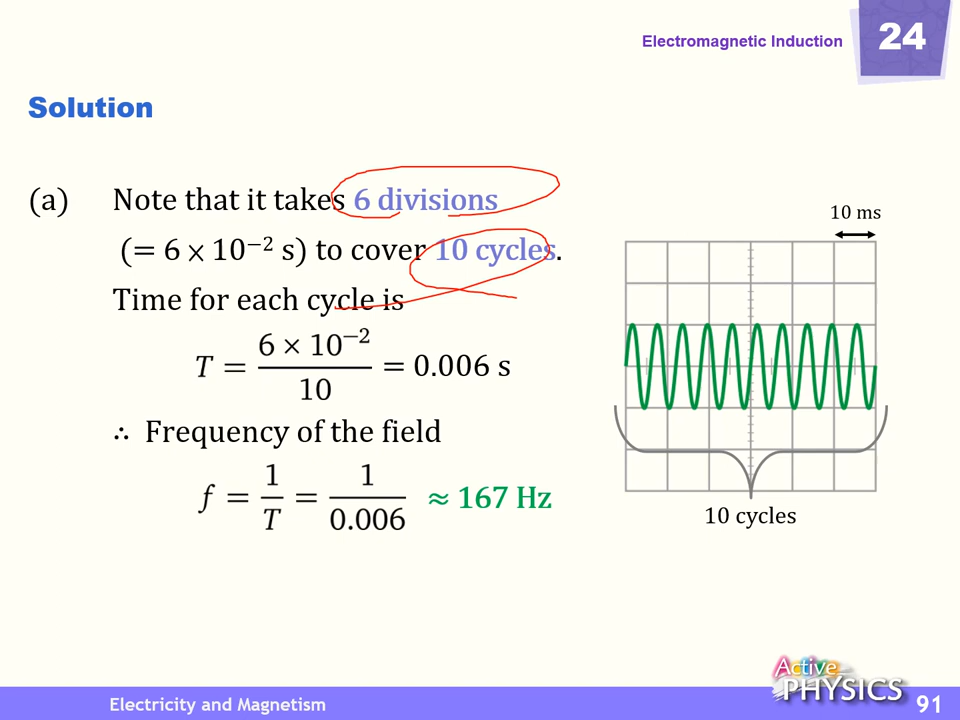 Electromagnetic Induction 24
Solution
(a) Note that it takes 6 divisions
(= 6 × 10⁻² s) to cover 10 cycles.
Time for each cycle is
T = 6 × 10⁻² / 10 = 0.006 s
∴ Frequency of the field
f = 1/T = 1/0.006 ≈ 167 Hz
10 ms
10 cycles
Active
PHYSICS
Electricity and Magnetism 91